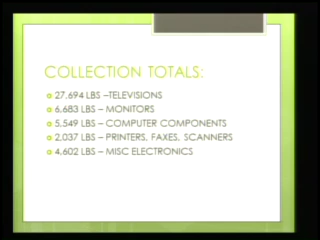 COLLECTION TOTALS:
27,694 LBS –TELEVISIONS
6,683 LBS – MONITORS
5,549 LBS – COMPUTER COMPONENTS
2,037 LBS – PRINTERS, FAXES, SCANNERS
4,602 LBS – MISC ELECTRONICS